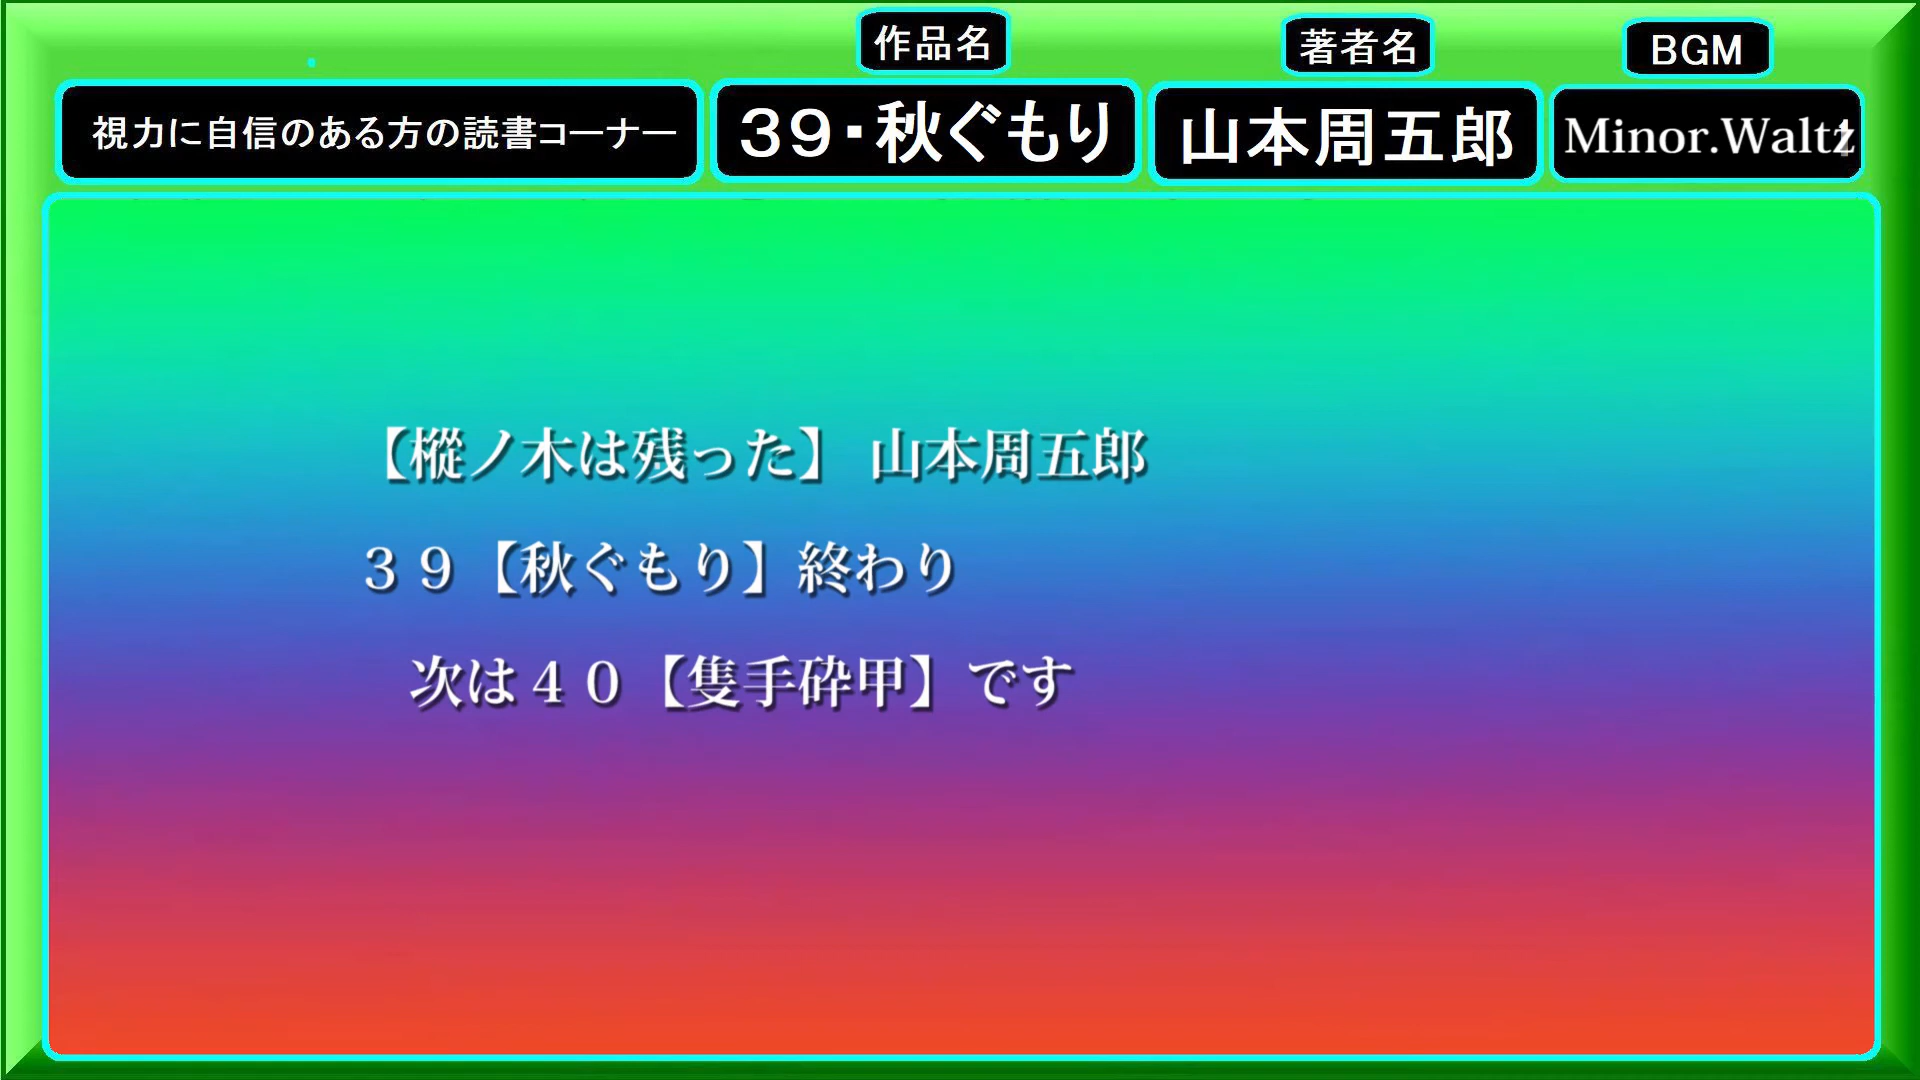 作品名
著者名
BGM
視力に自信のある方の読書コーナー
39・秋ぐもり
山本周五郎
Minor.Waltz
【樅ノ木は残った】 山本周五郎
３９【秋ぐもり】終わり
次は４０【隻手砕甲】です